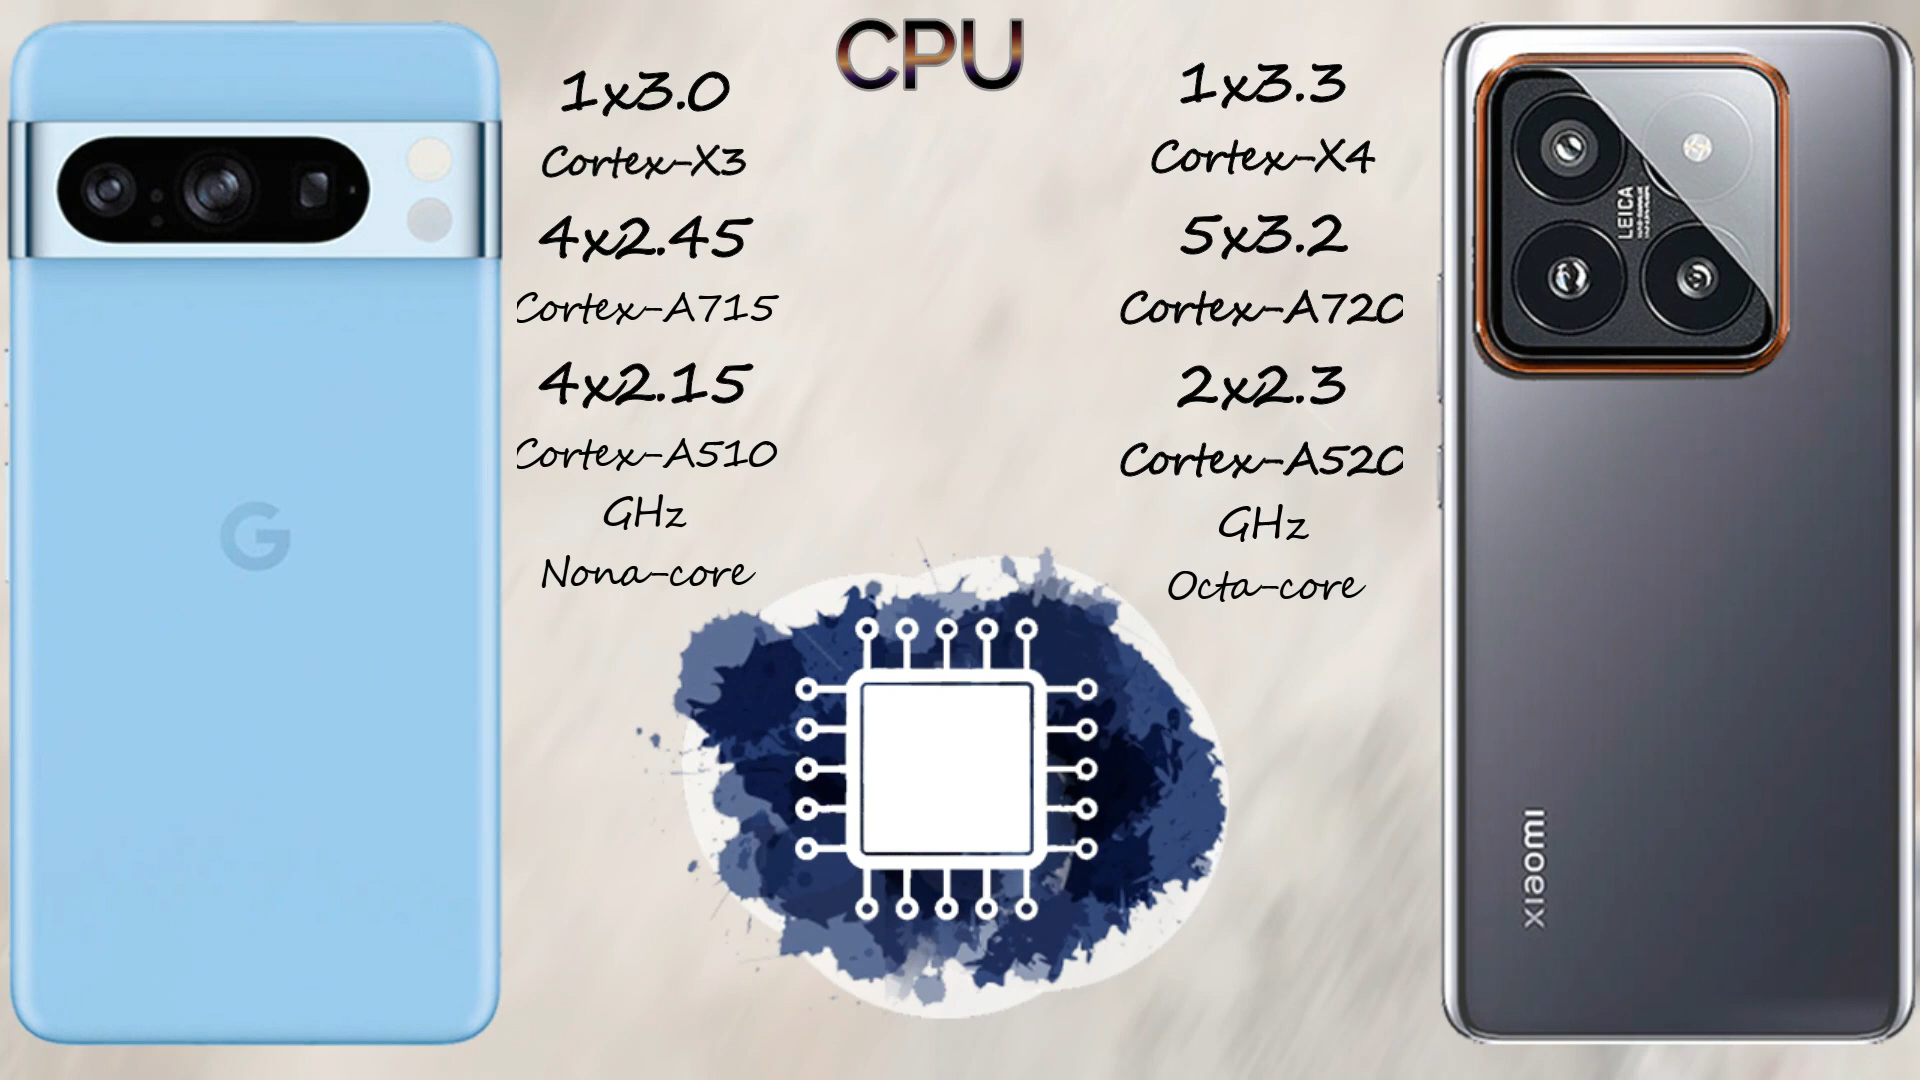 CPU
1x3.0
Cortex-X3
4x2.45
Cortex-A715
4x2.15
Cortex-A510
GHz
Nona-core
G
1x3.3
Cortex-X4
5x3.2
Cortex-A720
2x2.3
Cortex-A520
GHz
Octa-core
LEICA
xiaomi